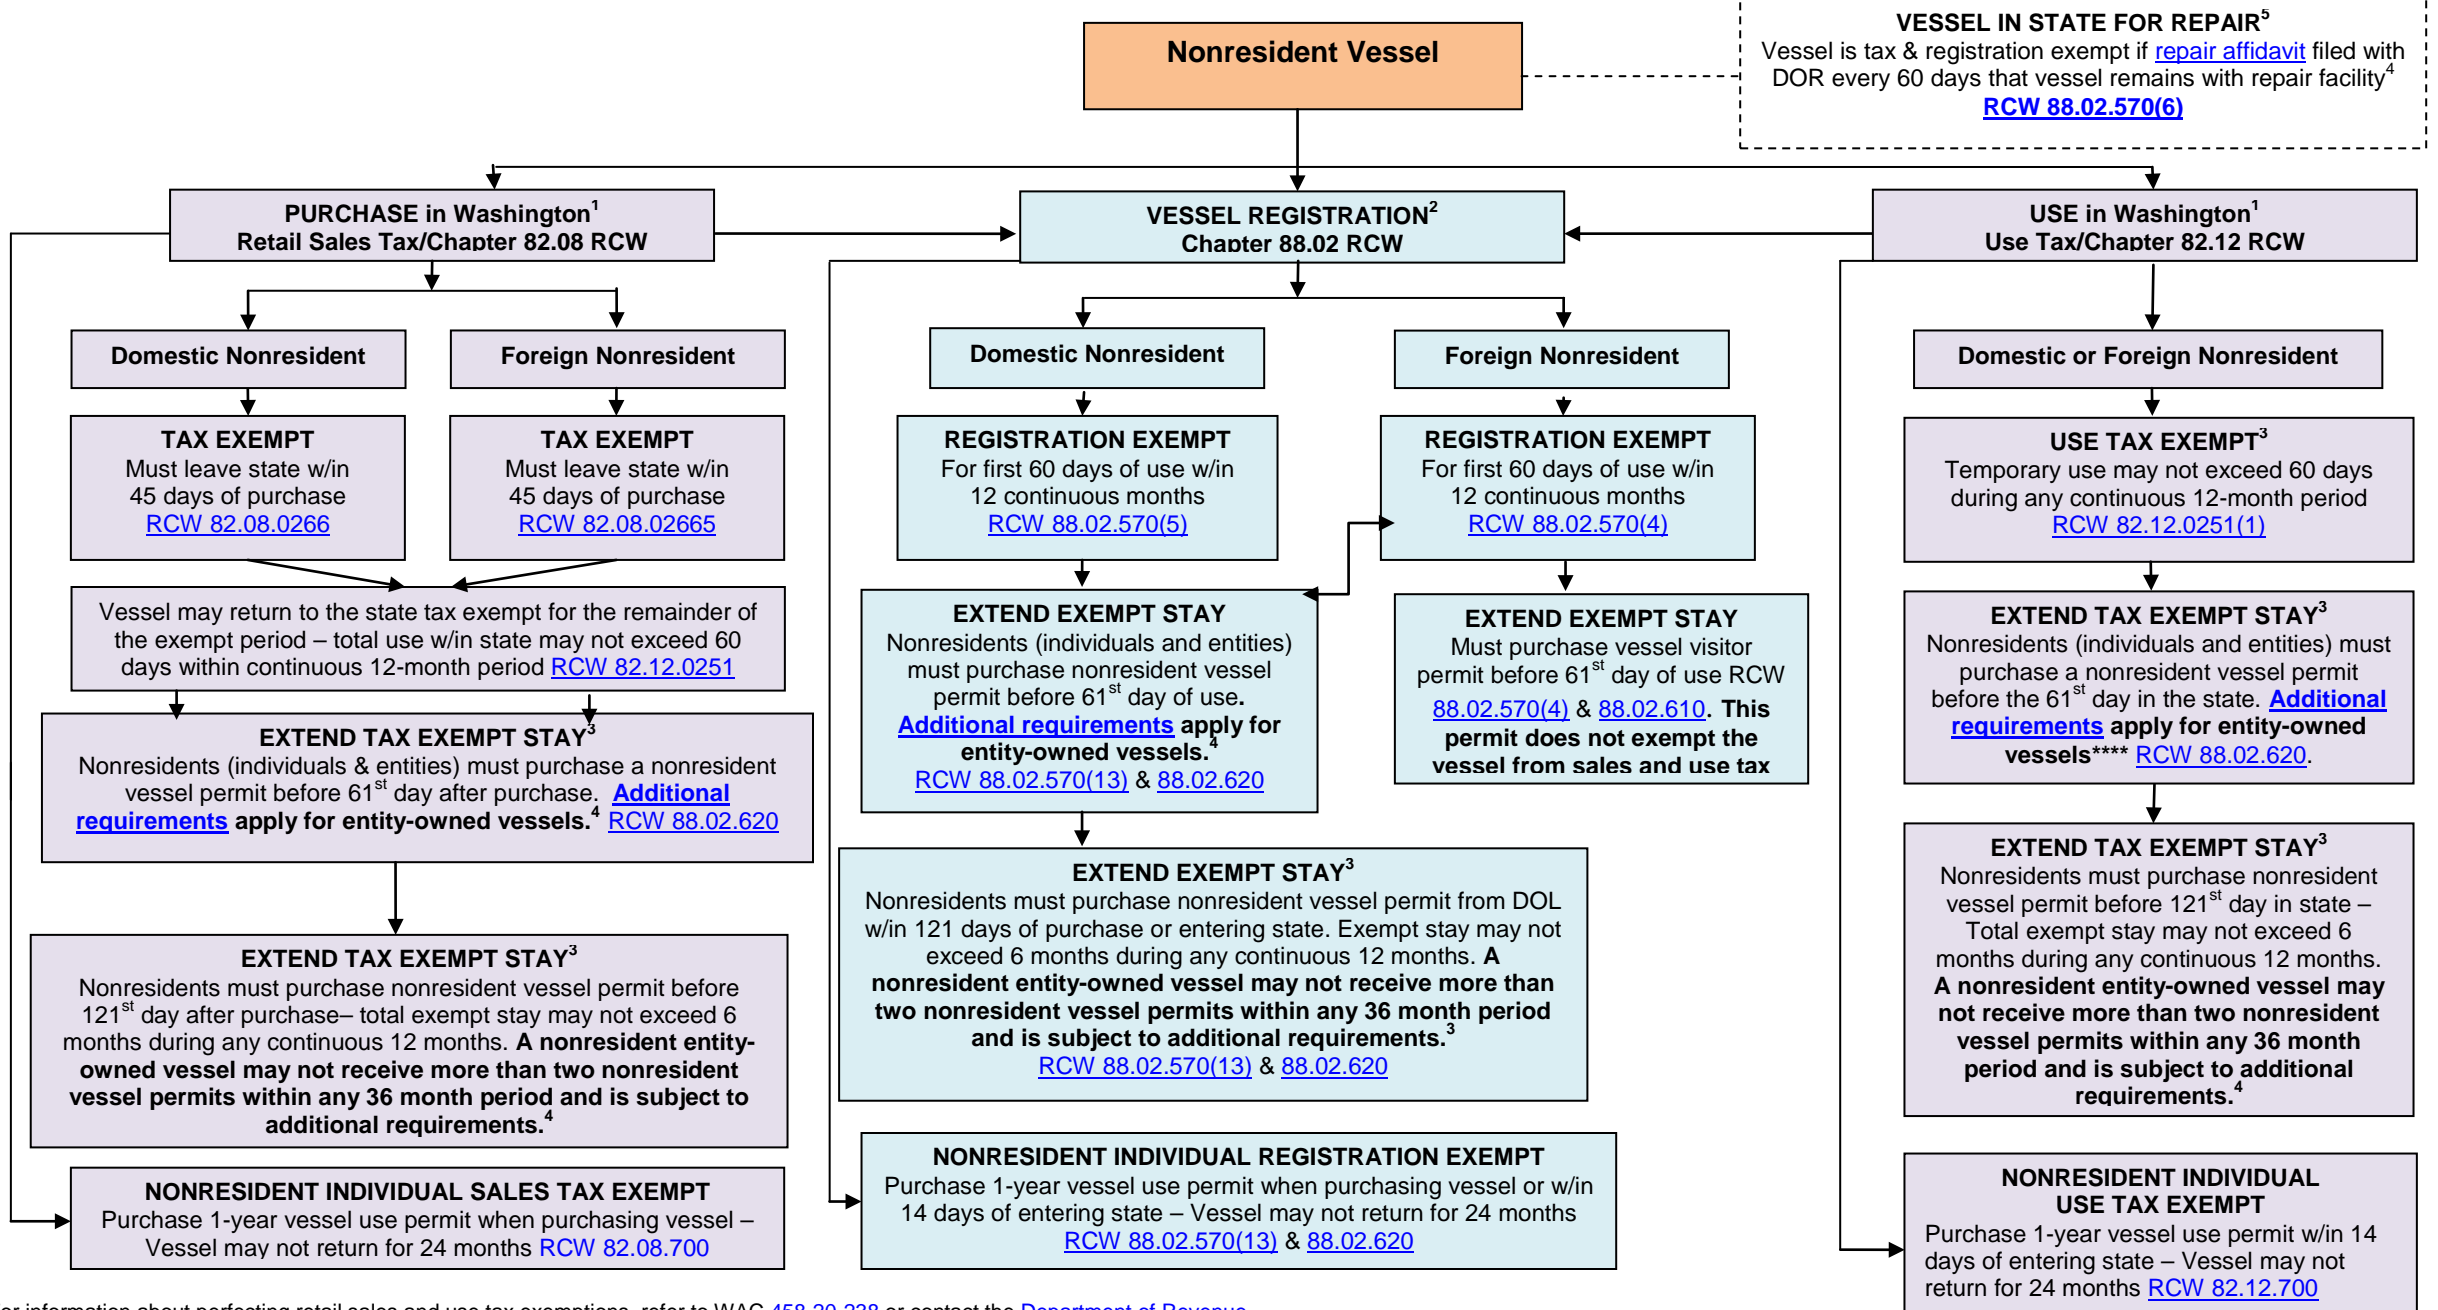 Nonresident Vessel
VESSEL IN STATE FOR REPAIR⁵
Vessel is tax & registration exempt if repair affidavit filed with
DOR every 60 days that vessel remains with repair facility⁴
RCW 88.02.570(6)
PURCHASE in Washington¹
Retail Sales Tax/Chapter 82.08 RCW
VESSEL REGISTRATION²
Chapter 88.02 RCW
USE in Washington¹
Use Tax/Chapter 82.12 RCW
Domestic Nonresident
Foreign Nonresident
TAX EXEMPT
Must leave state w/in
45 days of purchase
RCW 82.08.0266
TAX EXEMPT
Must leave state w/in
45 days of purchase
RCW 82.08.02665
Vessel may return to the state tax exempt for the remainder of
the exempt period – total use w/in state may not exceed 60
days within continuous 12-month period RCW 82.12.0251
EXTEND TAX EXEMPT STAY³
Nonresidents (individuals & entities) must purchase a nonresident
vessel permit before 61st day after purchase. Additional
requirements apply for entity-owned vessels.⁴ RCW 88.02.620
EXTEND TAX EXEMPT STAY³
Nonresidents must purchase nonresident vessel permit before
121st day after purchase– total exempt stay may not exceed 6
months during any continuous 12 months. A nonresident entity-
owned vessel may not receive more than two nonresident
vessel permits within any 36 month period and is subject to
additional requirements.⁴
NONRESIDENT INDIVIDUAL SALES TAX EXEMPT
Purchase 1-year vessel use permit when purchasing vessel –
Vessel may not return for 24 months RCW 82.08.700
Domestic Nonresident
Foreign Nonresident
REGISTRATION EXEMPT
For first 60 days of use w/in
12 continuous months
RCW 88.02.570(5)
REGISTRATION EXEMPT
For first 60 days of use w/in
12 continuous months
RCW 88.02.570(4)
EXTEND EXEMPT STAY
Nonresidents (individuals and entities)
must purchase nonresident vessel
permit before 61st day of use.
Additional requirements apply for
entity-owned vessels.⁴
RCW 88.02.570(13) & 88.02.620
EXTEND EXEMPT STAY
Must purchase vessel visitor
permit before 61st day of use RCW
88.02.570(4) & 88.02.610. This
permit does not exempt the
vessel from sales and use tax
EXTEND EXEMPT STAY³
Nonresidents must purchase nonresident vessel permit from DOL
w/in 121 days of purchase or entering state. Exempt stay may not
exceed 6 months during any continuous 12 months. A
nonresident entity-owned vessel may not receive more than
two nonresident vessel permits within any 36 month period
and is subject to additional requirements.³
RCW 88.02.570(13) & 88.02.620
NONRESIDENT INDIVIDUAL REGISTRATION EXEMPT
Purchase 1-year vessel use permit when purchasing vessel or w/in
14 days of entering state – Vessel may not return for 24 months
RCW 88.02.570(13) & 88.02.620
Domestic or Foreign Nonresident
USE TAX EXEMPT³
Temporary use may not exceed 60 days
during any continuous 12-month period
RCW 82.12.0251(1)
EXTEND TAX EXEMPT STAY³
Nonresidents (individuals and entities) must
purchase a nonresident vessel permit
before the 61st day in the state. Additional
requirements apply for entity-owned
vessels**** RCW 88.02.620.
EXTEND TAX EXEMPT STAY³
Nonresidents must purchase nonresident
vessel permit before 121st day in state –
Total exempt stay may not exceed 6
months during any continuous 12 months.
A nonresident entity-owned vessel may
not receive more than two nonresident
vessel permits within any 36 month
period and is subject to additional
requirements.⁴
NONRESIDENT INDIVIDUAL
USE TAX EXEMPT
Purchase 1-year vessel use permit w/in 14
days of entering state – Vessel may not
return for 24 months RCW 82.12.700
or information about perfecting retail sales and use tax exemptions, refer to WAC 458-20-238 or contact the Department of Revenue